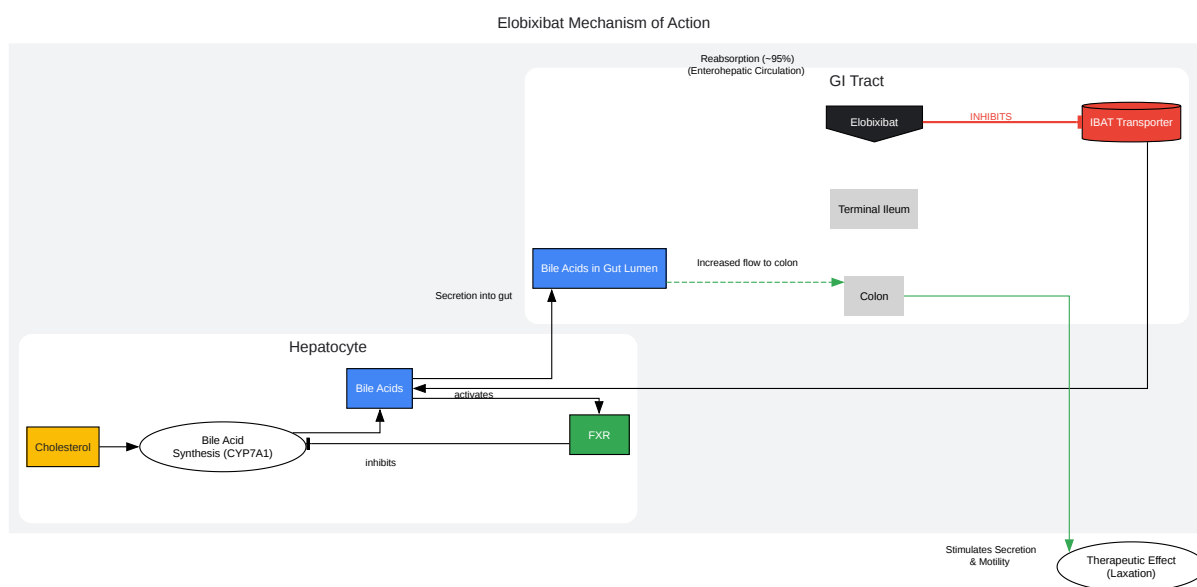 Elobixibat Mechanism of Action
Reabsorption (~95%)
(Enterohepatic Circulation)
GI Tract
Elobixibat
INHIBITS
IBAT Transporter
Terminal Ileum
Bile Acids in Gut Lumen
Increased flow to colon
Colon
Secretion into gut
Hepatocyte
Bile Acids
activates
FXR
Cholesterol
Bile Acid
Synthesis (CYP7A1)
inhibits
Stimulates Secretion
& Motility
Therapeutic Effect
(Laxation)